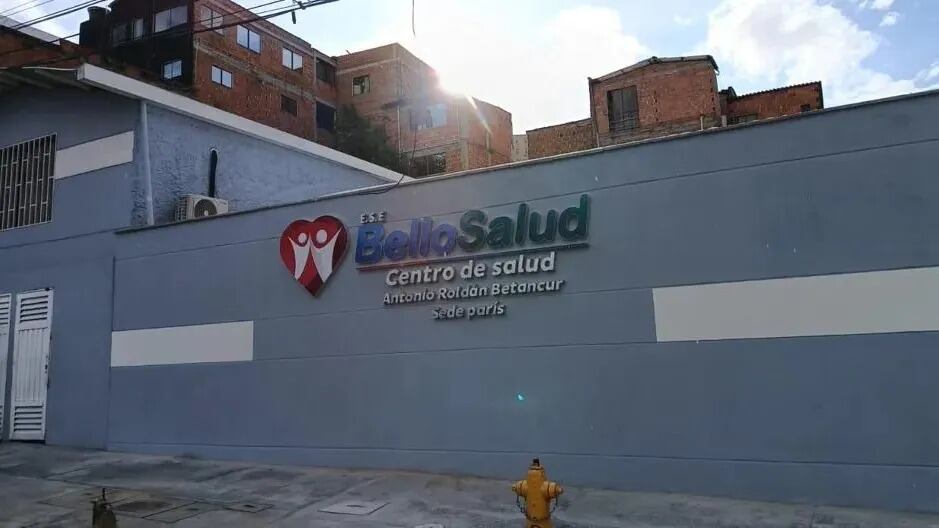 E.S.E
BelloSalud
Centro de salud
Antonio Roldán Betancur
Sede parís